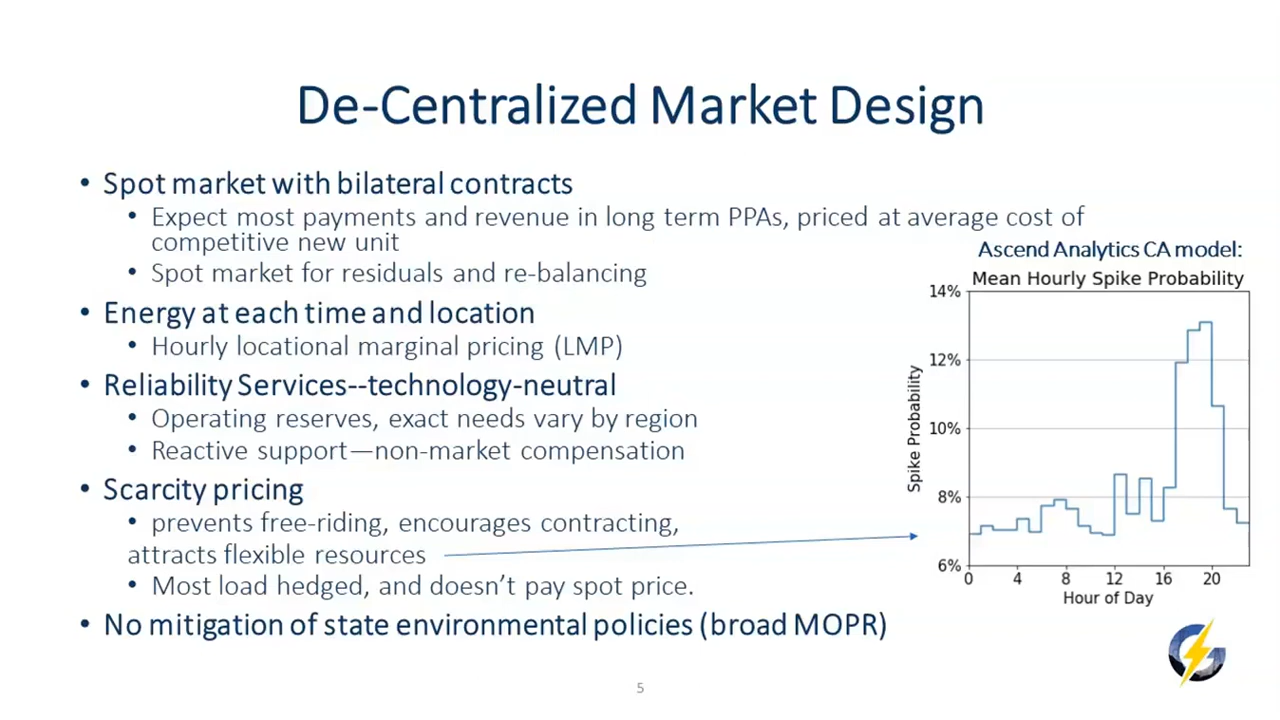 De-Centralized Market Design
• Spot market with bilateral contracts
• Expect most payments and revenue in long term PPAs, priced at average cost of
competitive new unit
• Spot market for residuals and re-balancing
• Energy at each time and location
• Hourly locational marginal pricing (LMP)
• Reliability Services--technology-neutral
• Operating reserves, exact needs vary by region
• Reactive support—non-market compensation
• Scarcity pricing
• prevents free-riding, encourages contracting,
attracts flexible resources
• Most load hedged, and doesn't pay spot price.
• No mitigation of state environmental policies (broad MOPR)
Ascend Analytics CA model:
Mean Hourly Spike Probability
14%
12%
10%
8%
6%
Spike Probability
0 4 8 12 16 20
Hour of Day
5